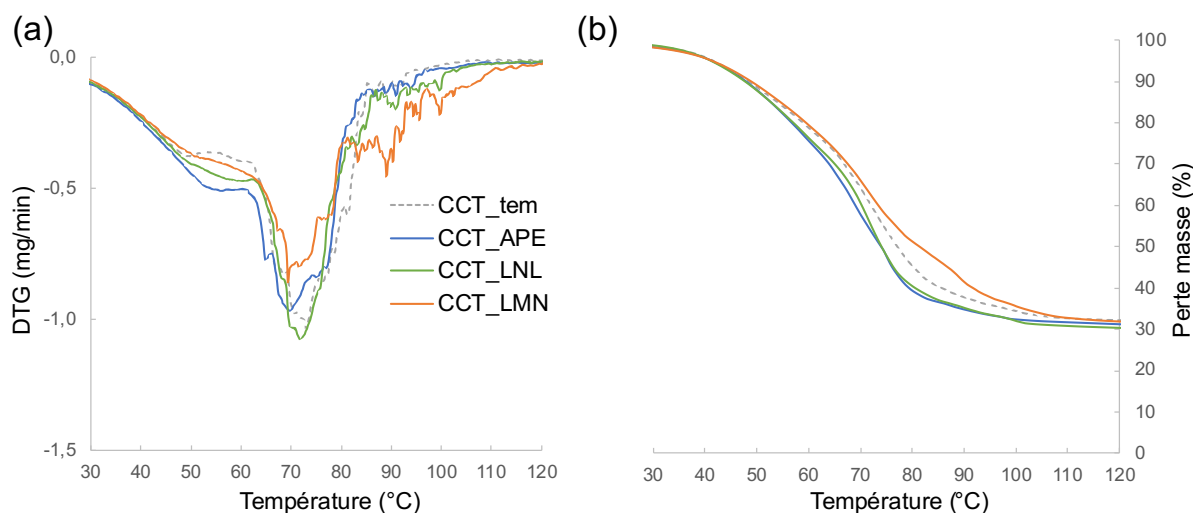 (a)
0,0
-0,5
-1,0
-1,5
DTG (mg/min)
30 40 50 60 70 80 90 100 110 120
Température (°C)
CCT_tem
CCT_APE
CCT_LNL
CCT_LMN
(b)
100
90
80
70
60
50
40
30
20
10
0
Perte masse (%)
30 40 50 60 70 80 90 100 110 120
Température (°C)